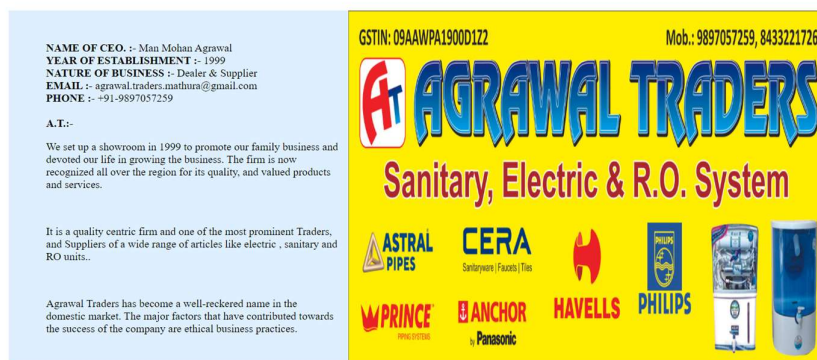 NAME OF CEO. :- Man Mohan Agrawal
YEAR OF ESTABLISHMENT :- 1999
NATURE OF BUSINESS :- Dealer & Supplier
EMAIL :- agrawal.traders.mathura@gmail.com
PHONE :- +91-9897057259
A.T.:-
We set up a showroom in 1999 to promote our family business and
devoted our life in growing the business. The firm is now
recognized all over the region for its quality, and valued products
and services.
It is a quality centric firm and one of the most prominent Traders,
and Suppliers of a wide range of articles like electric , sanitary and
RO units..
Agrawal Traders has become a well-reckered name in the
domestic market. The major factors that have contributed towards
the success of the company are ethical business practices.
GSTIN: 09AAWPA1900D1Z2
Mob.: 9897057259, 8433221726
AT
AGRAWAL TRADERS
Sanitary, Electric & R.O. System
ASTRAL
PIPES
CERA
Sanitaryware | Faucets | Tiles
HAVELLS
PHILIPS
PHILIPS
PRINCE
PIPING SYSTEMS
ANCHOR
by Panasonic